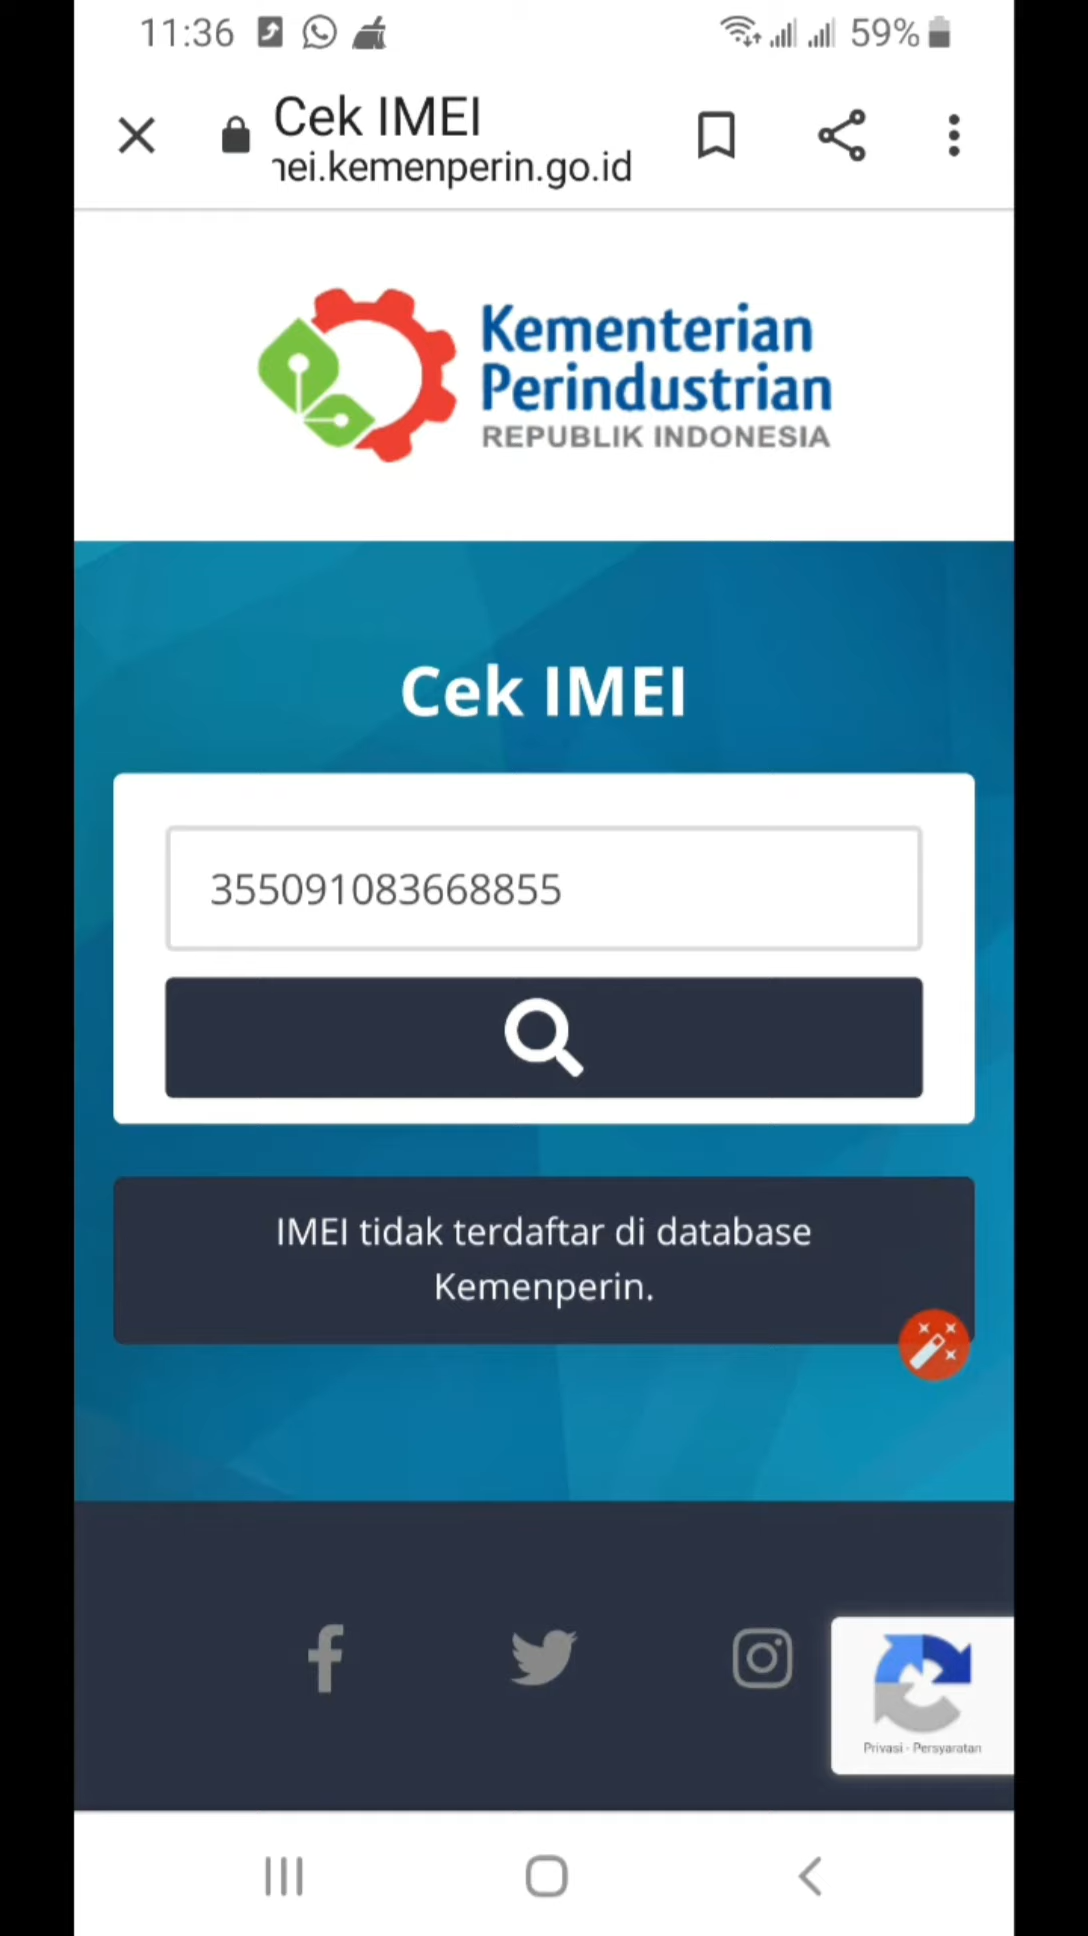 11:36
59%
Cek IMEI
nei.kemenperin.go.id
Kementerian
Perindustrian
REPUBLIK INDONESIA
Cek IMEI
355091083668855
IMEI tidak terdaftar di database
Kemenperin.
Privasi - Persyaratan